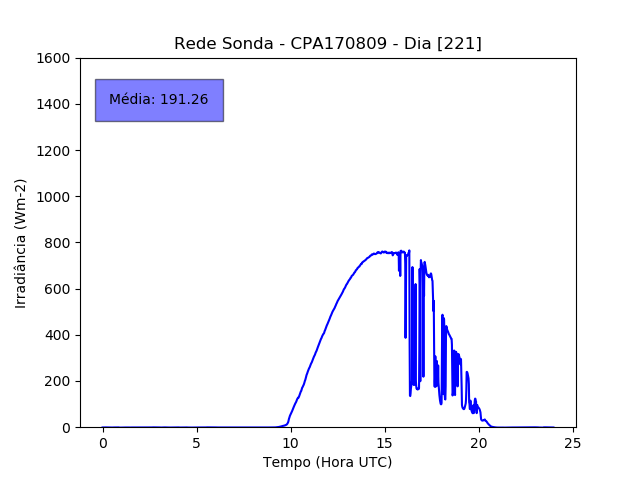 Rede Sonda - CPA170809 - Dia [221]
1600
1400
1200
1000
800
600
400
200
0
Média: 191.26
Irradiância (Wm-2)
0 5 10 15 20 25
Tempo (Hora UTC)